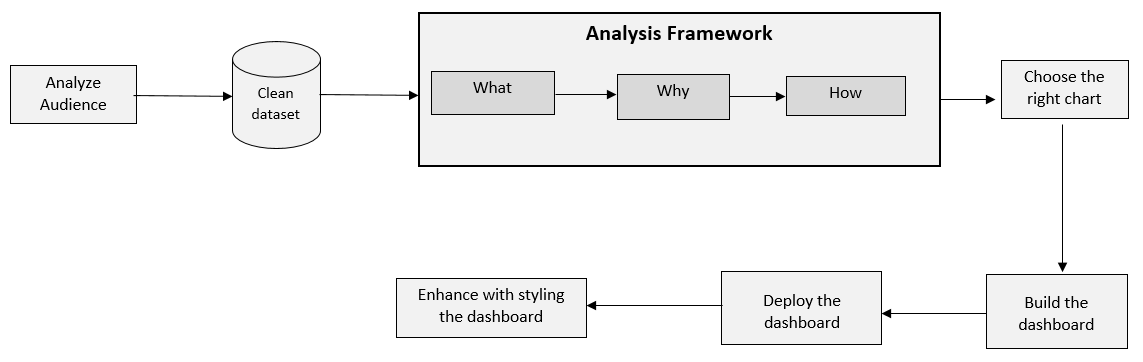 Analyze
Audience
Clean
dataset
Analysis Framework
What
Why
How
Choose the
right chart
Build the
dashboard
Deploy the
dashboard
Enhance with styling
the dashboard